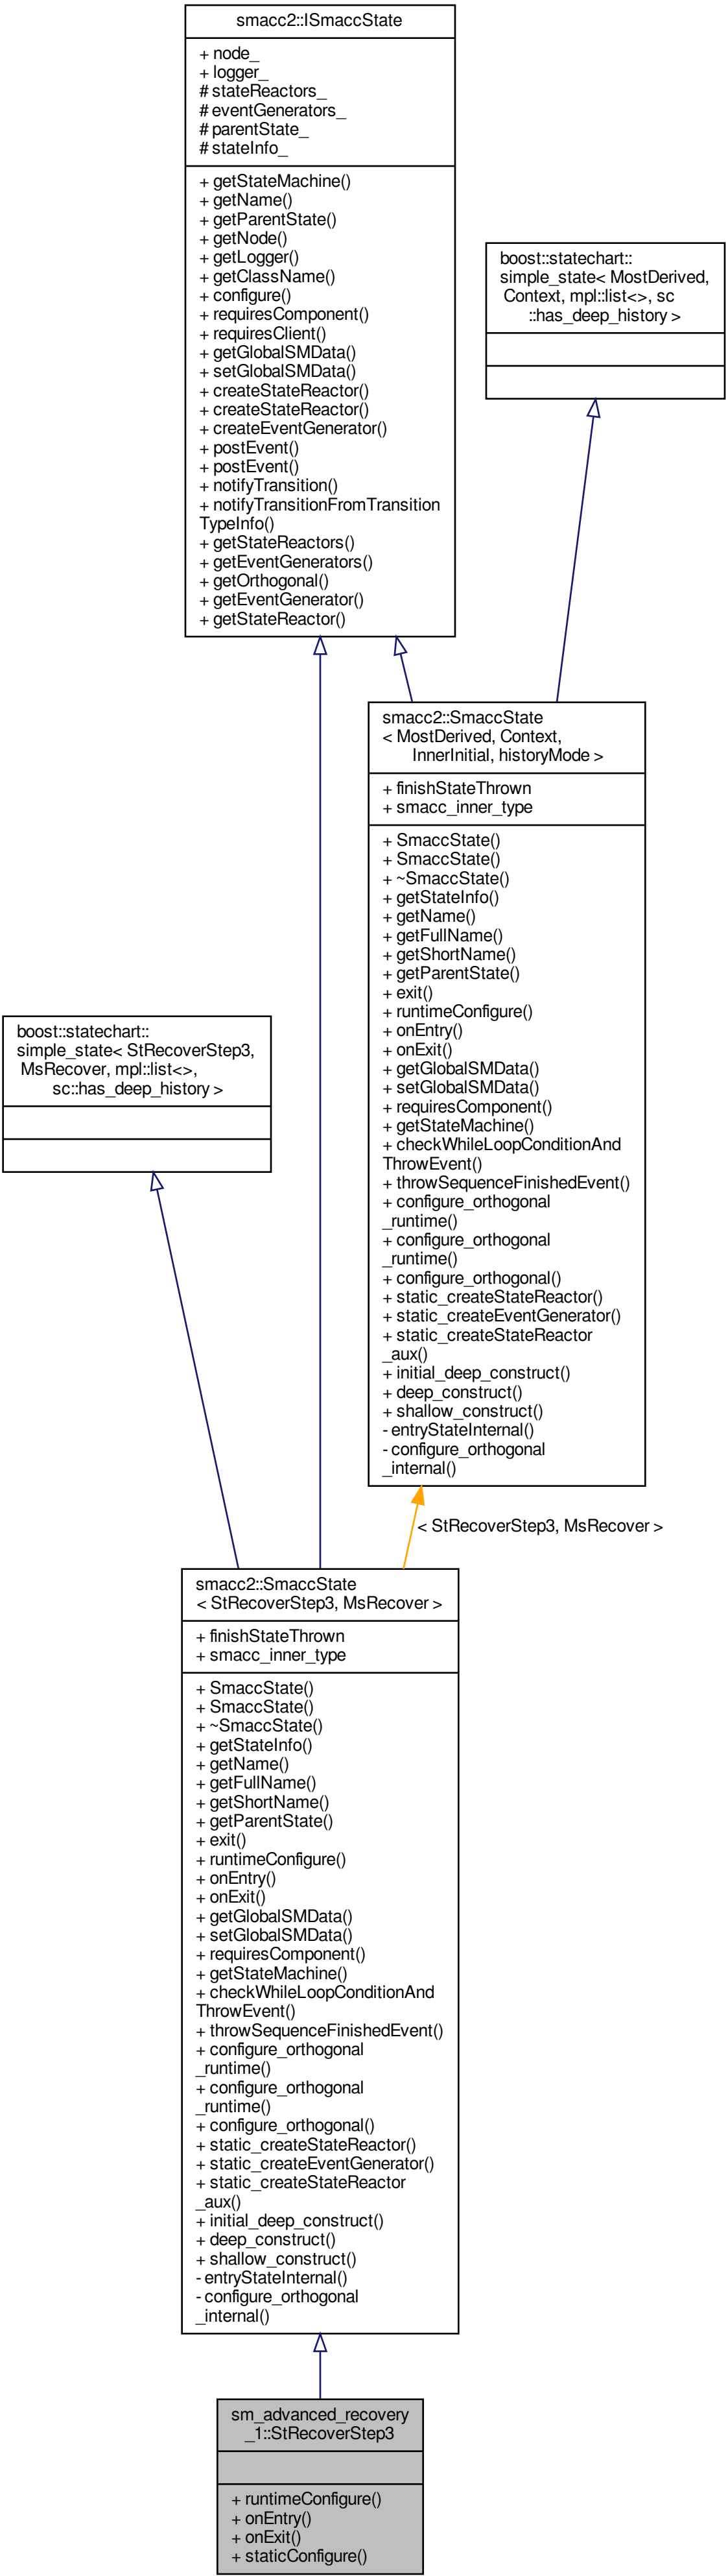 smacc2::ISmaccState
+ node_
+ logger_
# stateReactors_
# eventGenerators_
# parentState_
# stateInfo_
+ getStateMachine()
+ getName()
+ getParentState()
+ getNode()
+ getLogger()
+ getClassName()
+ configure()
+ requiresComponent()
+ requiresClient()
+ getGlobalSMData()
+ setGlobalSMData()
+ createStateReactor()
+ createStateReactor()
+ createEventGenerator()
+ postEvent()
+ postEvent()
+ notifyTransition()
+ notifyTransitionFromTransition
TypeInfo()
+ getStateReactors()
+ getEventGenerators()
+ getOrthogonal()
+ getEventGenerator()
+ getStateReactor()
boost::statechart::
simple_state< MostDerived,
Context, mpl::list<>, sc
::has_deep_history >
smacc2::SmaccState
< MostDerived, Context,
InnerInitial, historyMode >
+ finishStateThrown
+ smacc_inner_type
+ SmaccState()
+ SmaccState()
+ ~SmaccState()
+ getStateInfo()
+ getName()
+ getFullName()
+ getShortName()
+ getParentState()
+ exit()
+ runtimeConfigure()
+ onEntry()
+ onExit()
+ getGlobalSMData()
+ setGlobalSMData()
+ requiresComponent()
+ getStateMachine()
+ checkWhileLoopConditionAnd
ThrowEvent()
+ throwSequenceFinishedEvent()
+ configure_orthogonal
_runtime()
+ configure_orthogonal
_runtime()
+ configure_orthogonal()
+ static_createStateReactor()
+ static_createEventGenerator()
+ static_createStateReactor
_aux()
+ initial_deep_construct()
+ deep_construct()
+ shallow_construct()
- entryStateInternal()
- configure_orthogonal
_internal()
boost::statechart::
simple_state< StRecoverStep3,
MsRecover, mpl::list<>,
sc::has_deep_history >
< StRecoverStep3, MsRecover >
smacc2::SmaccState
< StRecoverStep3, MsRecover >
+ finishStateThrown
+ smacc_inner_type
+ SmaccState()
+ SmaccState()
+ ~SmaccState()
+ getStateInfo()
+ getName()
+ getFullName()
+ getShortName()
+ getParentState()
+ exit()
+ runtimeConfigure()
+ onEntry()
+ onExit()
+ getGlobalSMData()
+ setGlobalSMData()
+ requiresComponent()
+ getStateMachine()
+ checkWhileLoopConditionAnd
ThrowEvent()
+ throwSequenceFinishedEvent()
+ configure_orthogonal
_runtime()
+ configure_orthogonal
_runtime()
+ configure_orthogonal()
+ static_createStateReactor()
+ static_createEventGenerator()
+ static_createStateReactor
_aux()
+ initial_deep_construct()
+ deep_construct()
+ shallow_construct()
- entryStateInternal()
- configure_orthogonal
_internal()
sm_advanced_recovery
_1::StRecoverStep3
+ runtimeConfigure()
+ onEntry()
+ onExit()
+ staticConfigure()